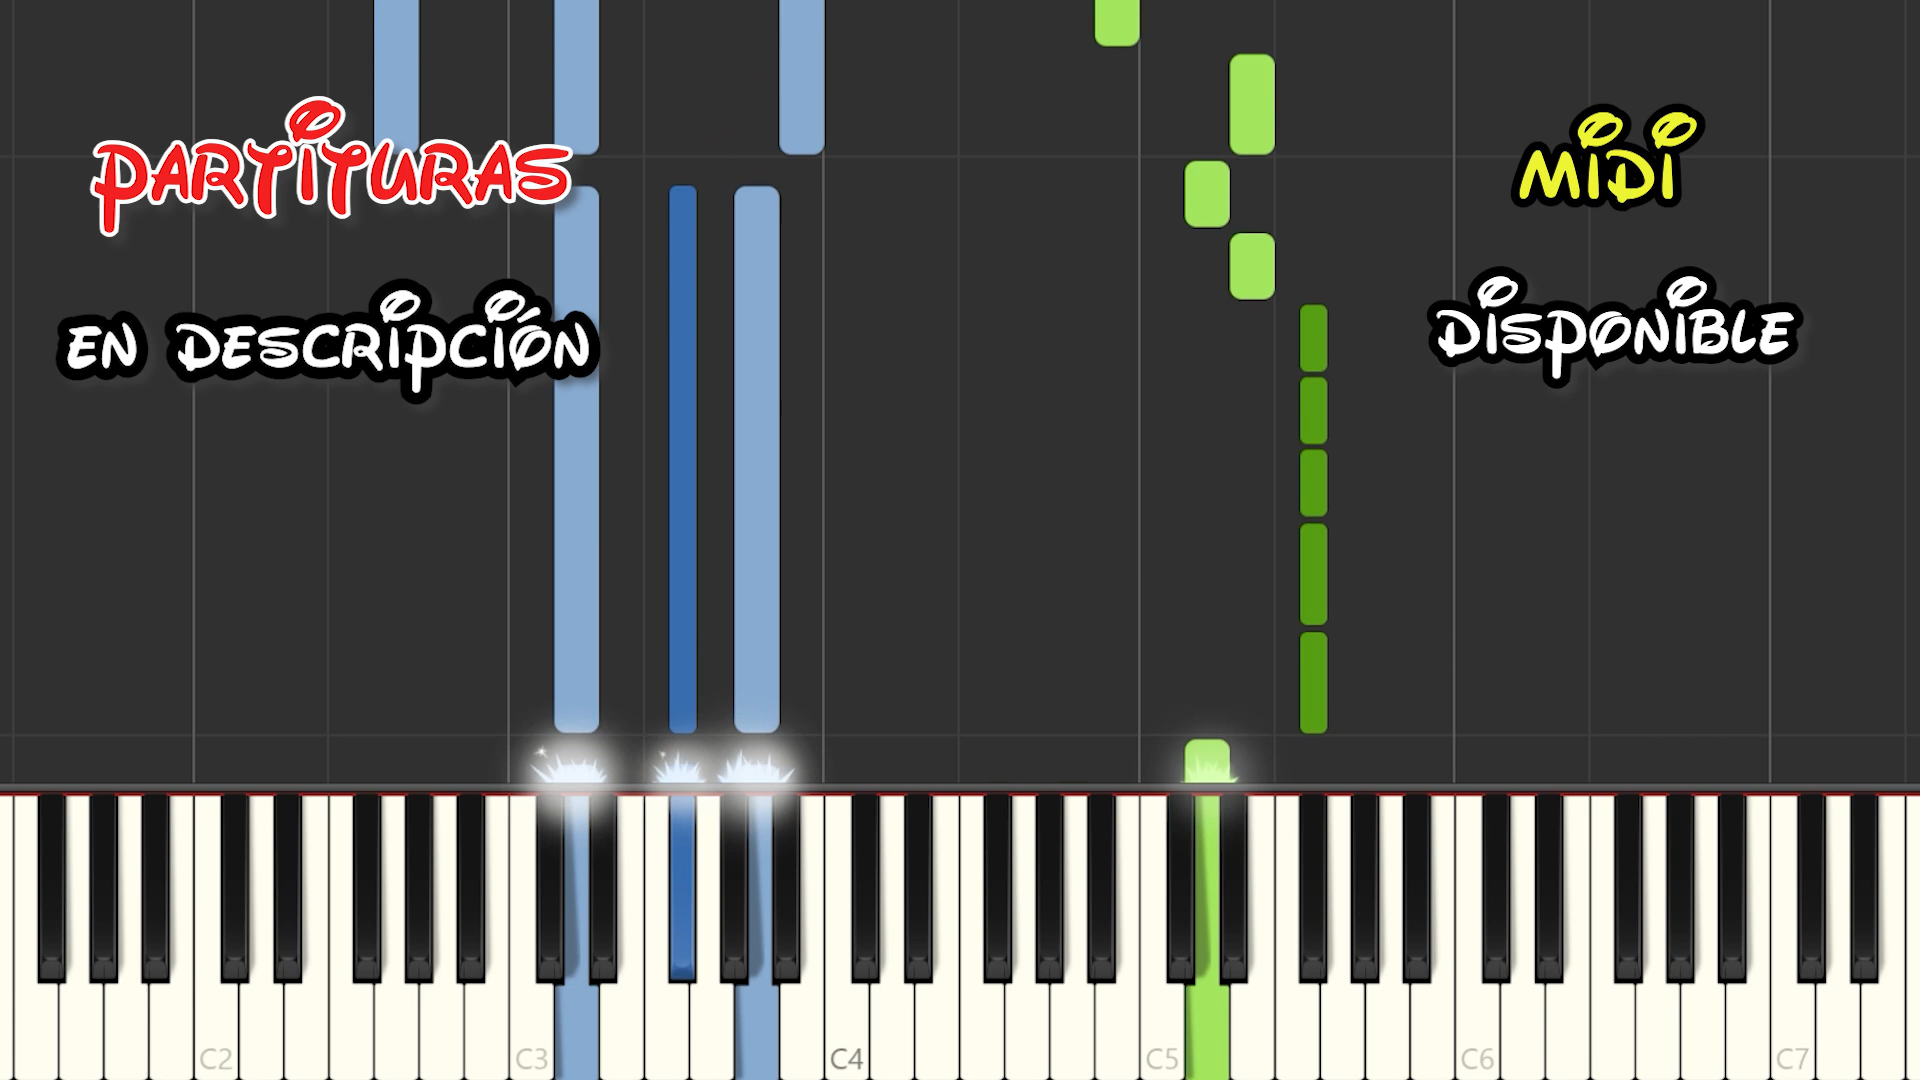 PARTITURAS
EN DESCRIPCIÓN
MIDI
DISPONIBLE
C2
C3
C4
C5
C6
C7